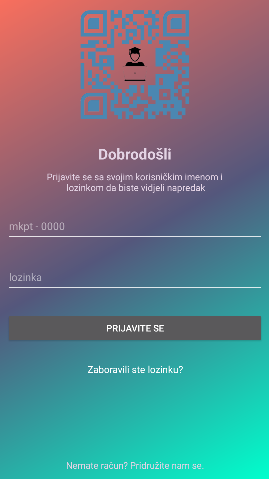 Dobrodošli
Prijavite se sa svojim korisničkim imenom i
lozinkom da biste vidjeli napredak
mkpt - 0000
lozinka
PRIJAVITE SE
Zaboravili ste lozinku?
Nemate račun? Pridružite nam se.